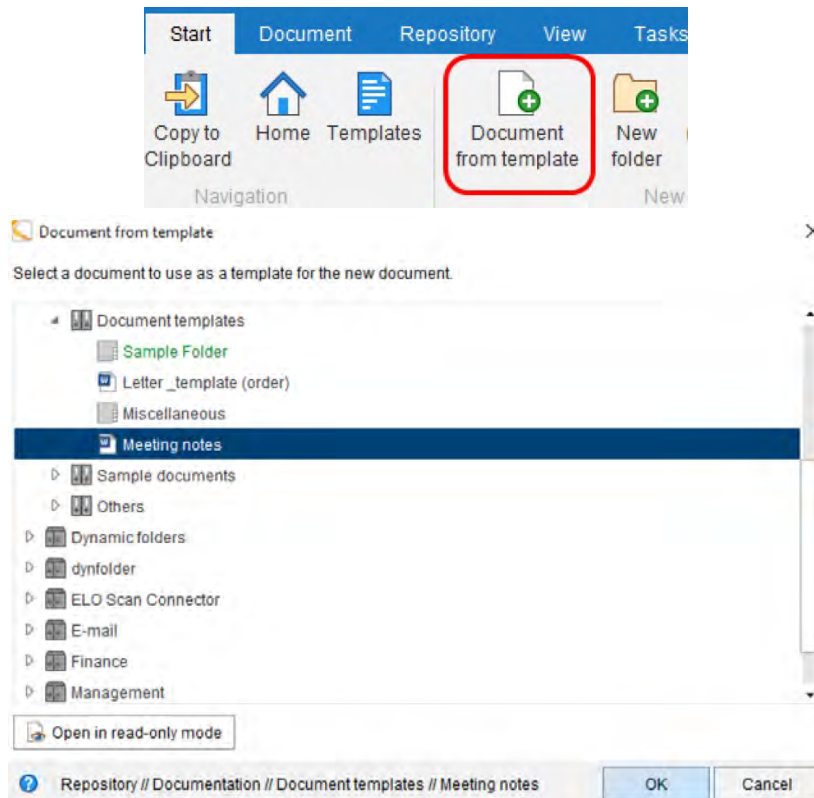 Start Document Repository View Tasks
Copy to Clipboard Home Templates Document from template New folder
Navigation New
Document from template
Select a document to use as a template for the new document.
Document templates
Sample Folder
Letter _template (order)
Miscellaneous
Meeting notes
Sample documents
Others
Dynamic folders
dynfolder
ELO Scan Connector
E-mail
Finance
Management
Open in read-only mode
Repository // Documentation // Document templates // Meeting notes OK Cancel